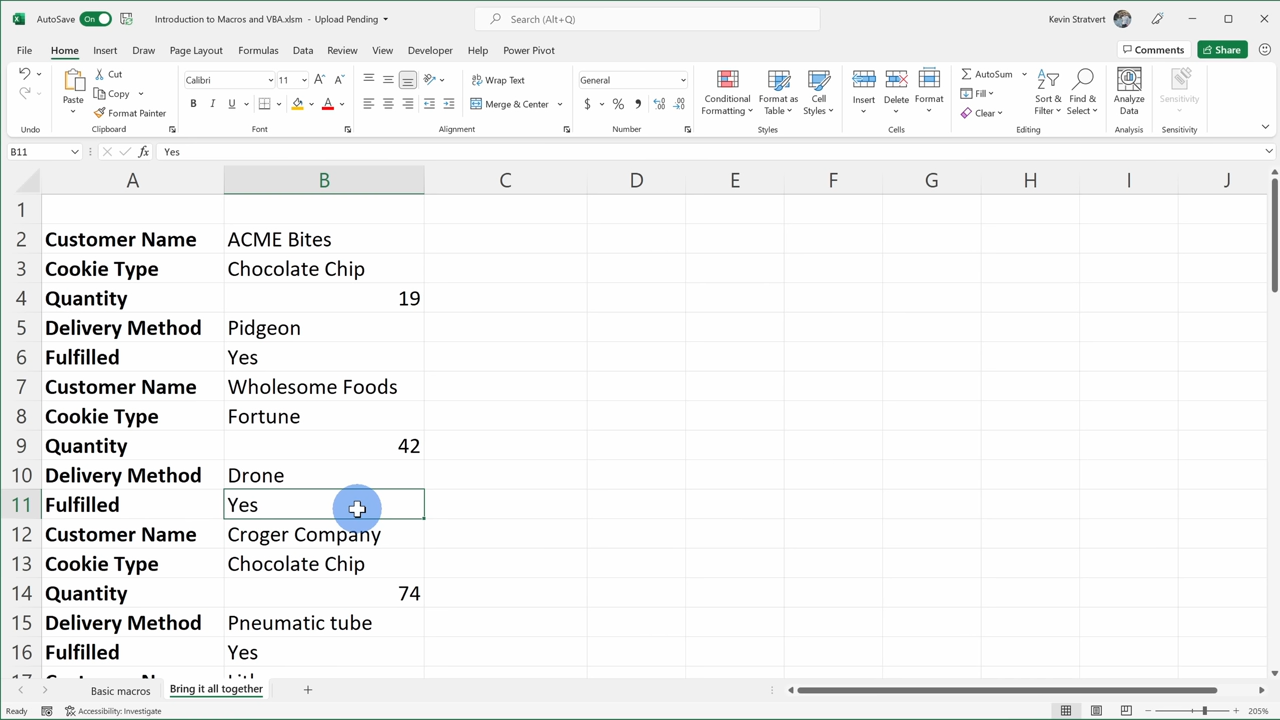 AutoSave On Introduction to Macros and VBA.xlsm - Upload Pending Search (Alt+Q) Kevin Stratvert
File Home Insert Draw Page Layout Formulas Data Review View Developer Help Power Pivot Comments Share
Paste Cut Copy Format Painter
Calibri 11 B I U A
Wrap Text Merge & Center
General $ % ,
Conditional Formatting Format as Table Cell Styles
Insert Delete Format
AutoSum Fill Clear Sort & Filter Find & Select
Analyze Data Sensitivity
Undo Clipboard Font Alignment Number Styles Cells Editing Analysis Sensitivity
B11 fx Yes
A B C D E F G H I J
1
2 Customer Name ACME Bites
3 Cookie Type Chocolate Chip
4 Quantity 19
5 Delivery Method Pidgeon
6 Fulfilled Yes
7 Customer Name Wholesome Foods
8 Cookie Type Fortune
9 Quantity 42
10 Delivery Method Drone
11 Fulfilled Yes
12 Customer Name Croger Company
13 Cookie Type Chocolate Chip
14 Quantity 74
15 Delivery Method Pneumatic tube
16 Fulfilled Yes
Basic macros Bring it all together
Ready Accessibility: Investigate 205%